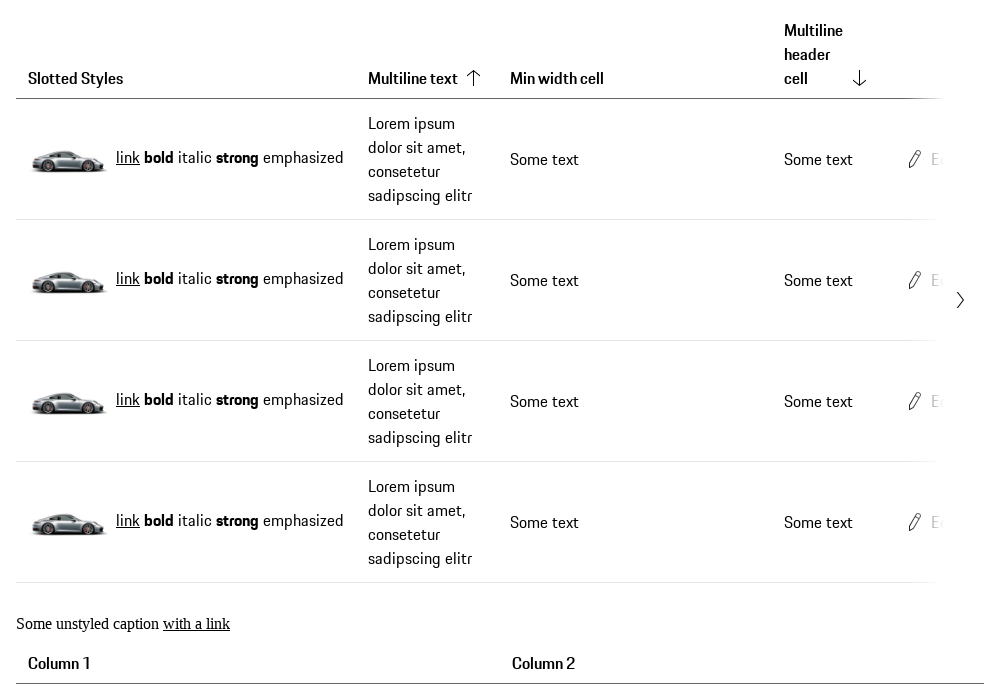 Slotted Styles
Multiline text
Min width cell
Multiline
header
cell
link bold italic strong emphasized
Lorem ipsum
dolor sit amet,
consetetur
sadipscing elitr
Some text
Some text
link bold italic strong emphasized
Lorem ipsum
dolor sit amet,
consetetur
sadipscing elitr
Some text
Some text
link bold italic strong emphasized
Lorem ipsum
dolor sit amet,
consetetur
sadipscing elitr
Some text
Some text
link bold italic strong emphasized
Lorem ipsum
dolor sit amet,
consetetur
sadipscing elitr
Some text
Some text
Some unstyled caption with a link
Column 1
Column 2